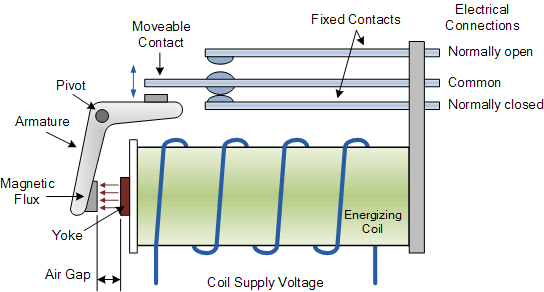 Moveable
Contact
Fixed Contacts
Electrical
Connections
Normally open
Common
Normally closed
Pivot
Armature
Magnetic
Flux
Yoke
Air Gap
Energizing
Coil
Coil Supply Voltage